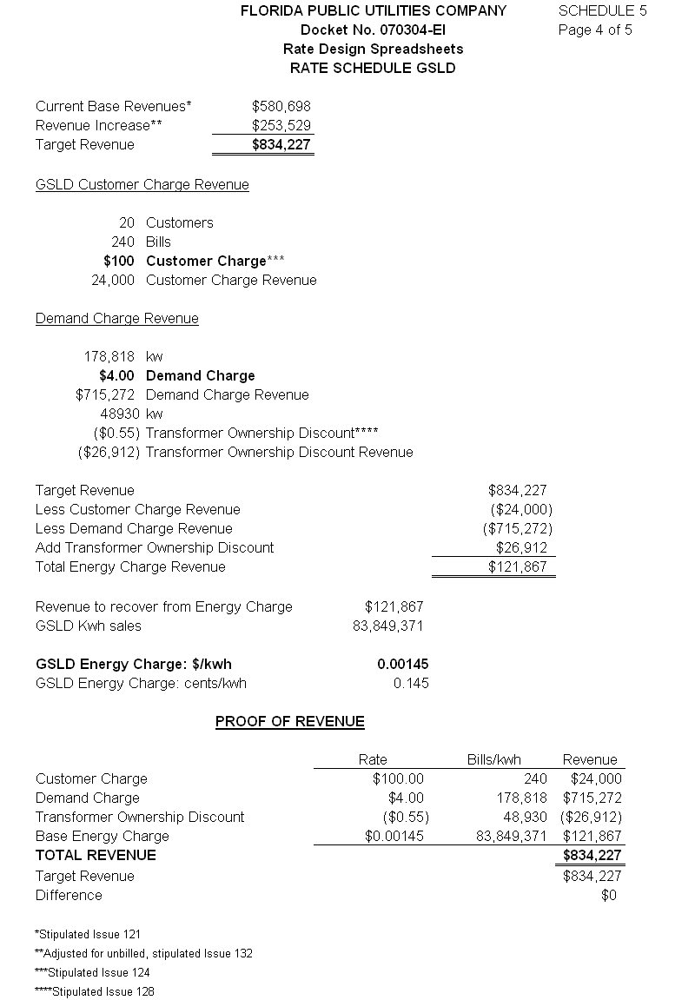 FLORIDA PUBLIC UTILITIES COMPANY SCHEDULE 5
Docket No. 070304-EI Page 4 of 5
Rate Design Spreadsheets
RATE SCHEDULE GSLD
Current Base Revenues* $580,698
Revenue Increase** $253,529
Target Revenue $834,227
GSLD Customer Charge Revenue
20 Customers
240 Bills
$100 Customer Charge***
24,000 Customer Charge Revenue
Demand Charge Revenue
178,818 kw
$4.00 Demand Charge
$715,272 Demand Charge Revenue
48930 kw
($0.55) Transformer Ownership Discount****
($26,912) Transformer Ownership Discount Revenue
Target Revenue $834,227
Less Customer Charge Revenue ($24,000)
Less Demand Charge Revenue ($715,272)
Add Transformer Ownership Discount $26,912
Total Energy Charge Revenue $121,867
Revenue to recover from Energy Charge $121,867
GSLD Kwh sales 83,849,371
GSLD Energy Charge: $/kwh 0.00145
GSLD Energy Charge: cents/kwh 0.145
PROOF OF REVENUE
Rate Bills/kwh Revenue
Customer Charge $100.00 240 $24,000
Demand Charge $4.00 178,818 $715,272
Transformer Ownership Discount ($0.55) 48,930 ($26,912)
Base Energy Charge $0.00145 83,849,371 $121,867
TOTAL REVENUE $834,227
Target Revenue $834,227
Difference $0
*Stipulated Issue 121
**Adjusted for unbilled, stipulated Issue 132
***Stipulated Issue 124
****Stipulated Issue 128